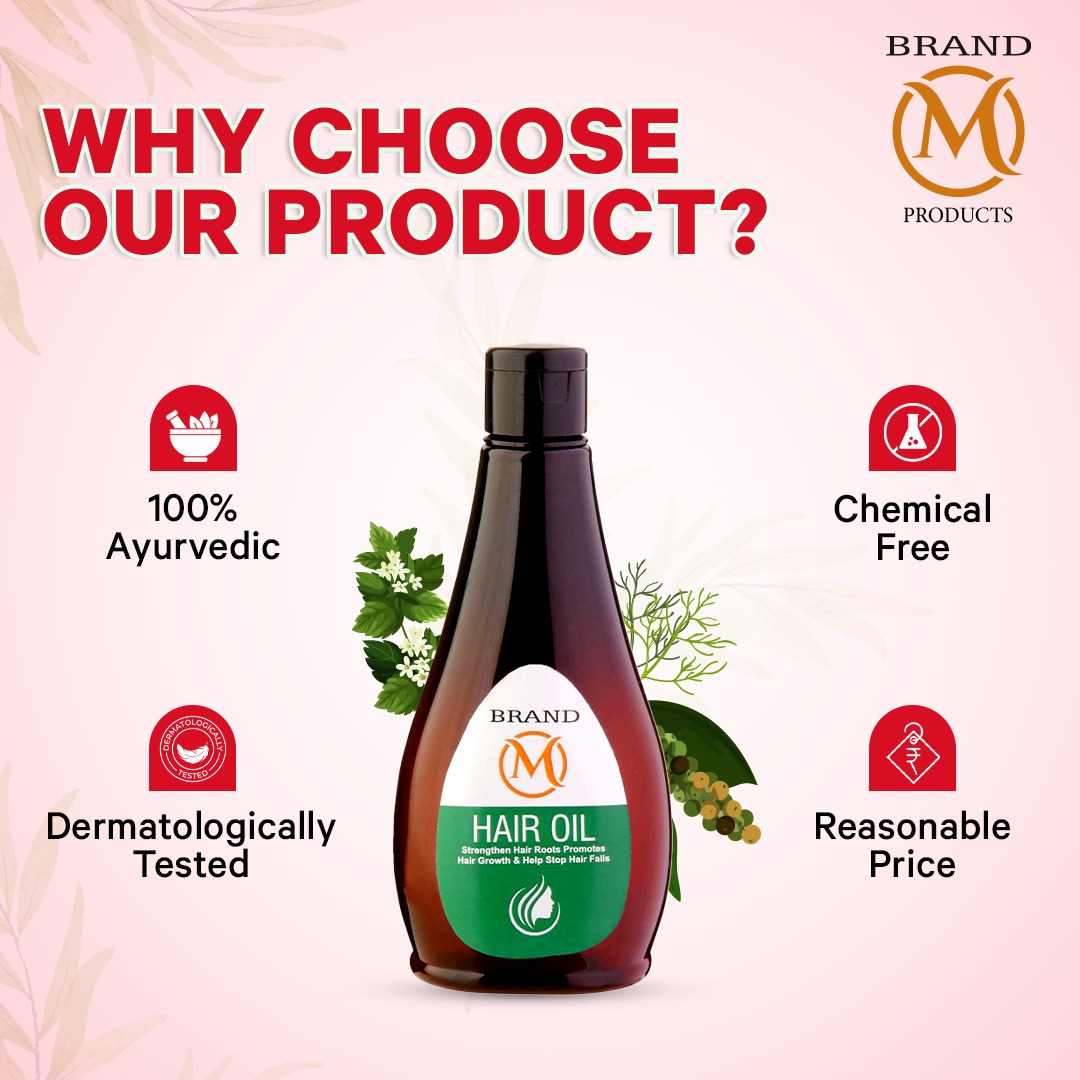 BRAND
M
PRODUCTS
WHY CHOOSE
OUR PRODUCT?
100%
Ayurvedic
Chemical
Free
DERMATOLOGICALLY
TESTED
Dermatologically
Tested
₹
Reasonable
Price
BRAND
M
HAIR OIL
Strengthen Hair Roots Promotes
Hair Growth & Help Stop Hair Falls